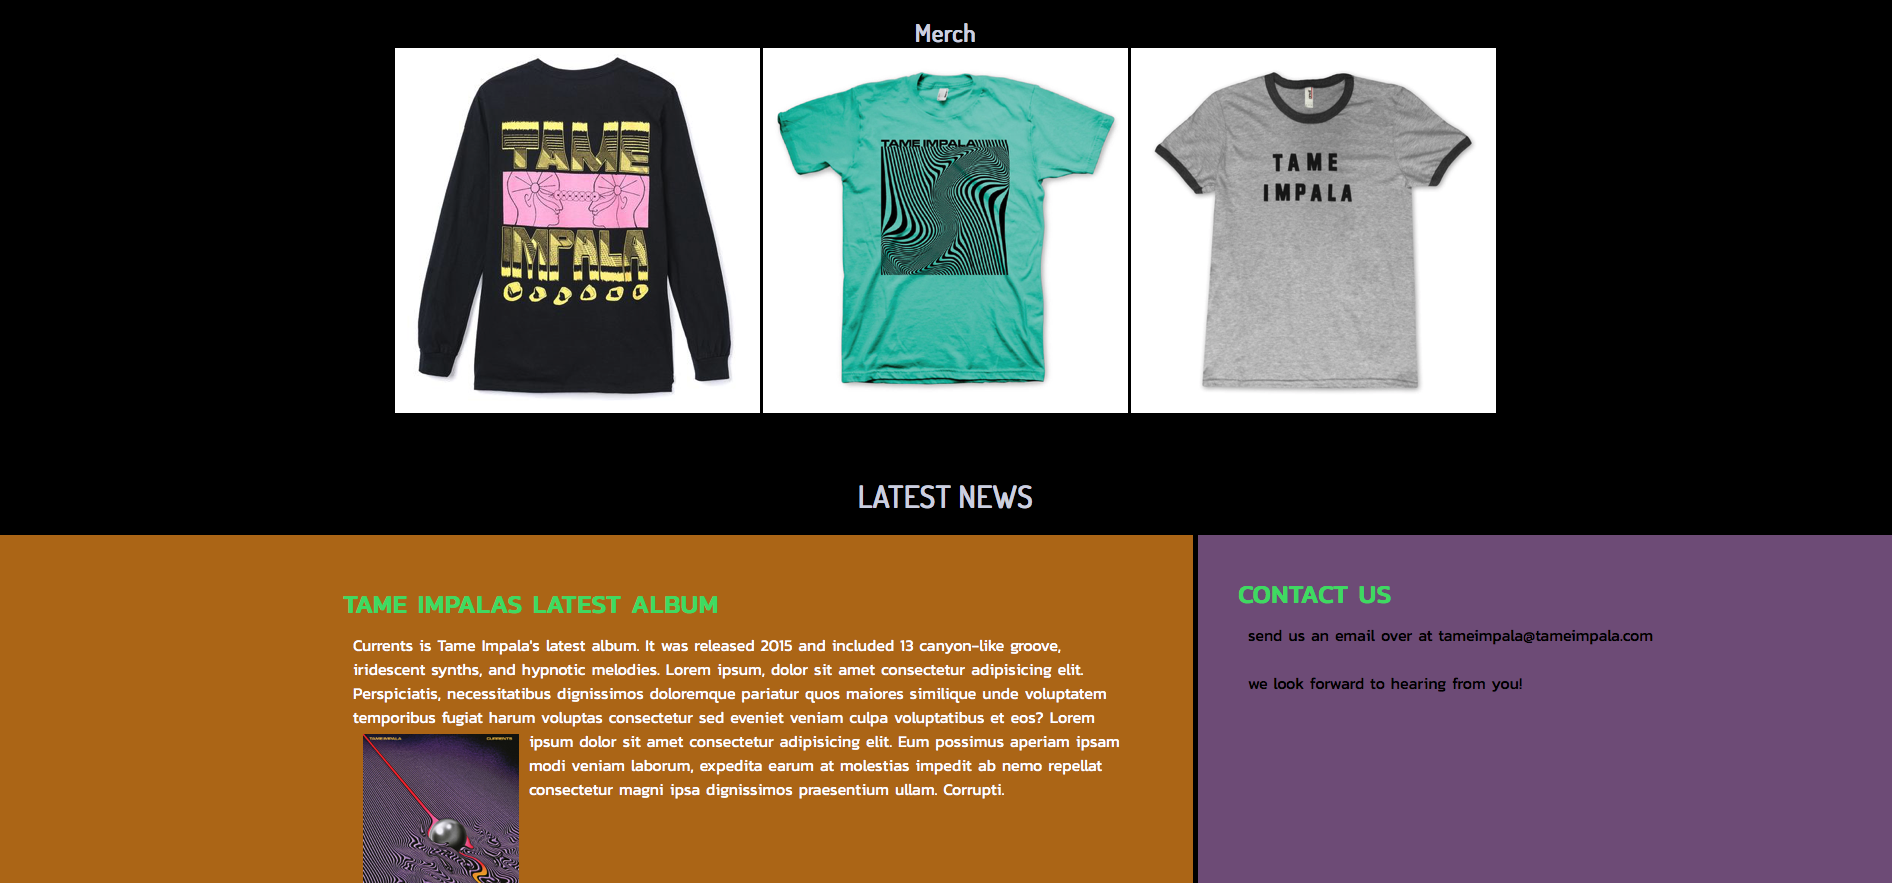 Merch
TAME
IMPALA
TAME IMPALA
TAME
IMPALA
LATEST NEWS
TAME IMPALAS LATEST ALBUM
Currents is Tame Impala's latest album. It was released 2015 and included 13 canyon-like groove,
iridescent synths, and hypnotic melodies. Lorem ipsum, dolor sit amet consectetur adipisicing elit.
Perspiciatis, necessitatibus dignissimos doloremque pariatur quos maiores similique unde voluptatem
temporibus fugiat harum voluptas consectetur sed eveniet veniam culpa voluptatibus et eos? Lorem
ipsum dolor sit amet consectetur adipisicing elit. Eum possimus aperiam ipsam
modi veniam laborum, expedita earum at molestias impedit ab nemo repellat
consectetur magni ipsa dignissimos praesentium ullam. Corrupti.
TAME IMPALA
CURRENTS
CONTACT US
send us an email over at tameimpala@tameimpala.com
we look forward to hearing from you!